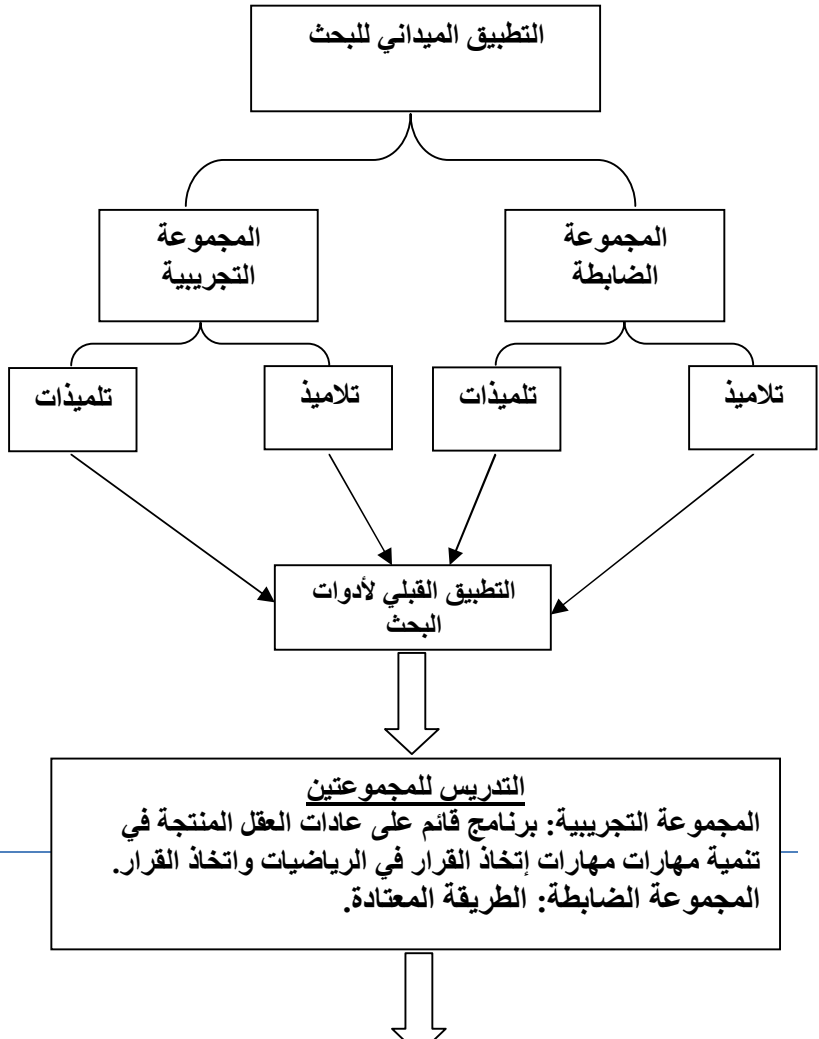 التطبيق الميداني للبحث
المجموعة
الضابطة
المجموعة
التجريبية
تلاميذ
تلميذات
تلاميذ
تلميذات
التطبيق القبلي لأدوات
البحث
التدريس للمجموعتين
المجموعة التجريبية: برنامج قائم على عادات العقل المنتجة في
تنمية مهارات مهارات إتخاذ القرار في الرياضيات واتخاذ القرار.
المجموعة الضابطة: الطريقة المعتادة.